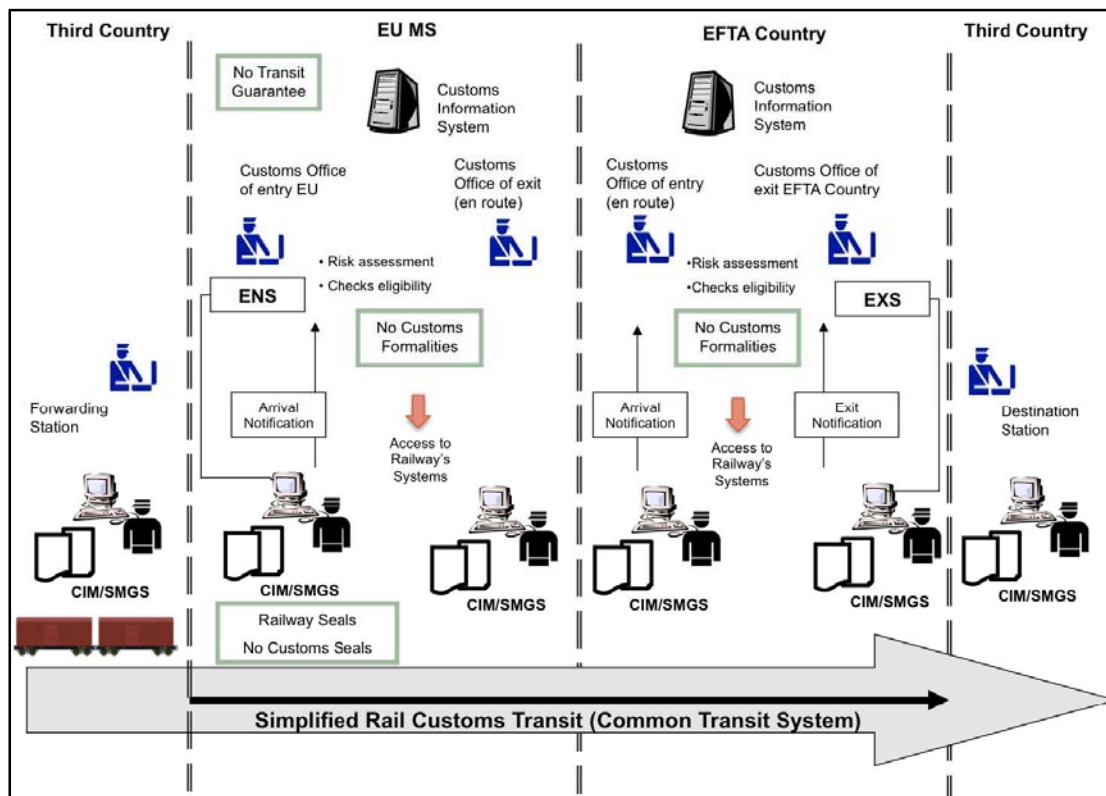 Third Country
EU MS
EFTA Country
Third Country
No Transit
Guarantee
Customs
Information
System
Customs
Information
System
Customs Office
of entry EU
Customs
Office of exit
(en route)
Customs
Office of entry
(en route)
Customs Office of
exit EFTA Country
• Risk assessment
• Checks eligibility
ENS
•Risk assessment
•Checks eligibility
EXS
No Customs
Formalities
No Customs
Formalities
Forwarding
Station
Arrival
Notification
Access to
Railway's
Systems
Arrival
Notification
Access to
Railway's
Systems
Exit
Notification
Destination
Station
CIM/SMGS
CIM/SMGS
CIM/SMGS
CIM/SMGS
CIM/SMGS
CIM/SMGS
Railway Seals
No Customs Seals
Simplified Rail Customs Transit (Common Transit System)